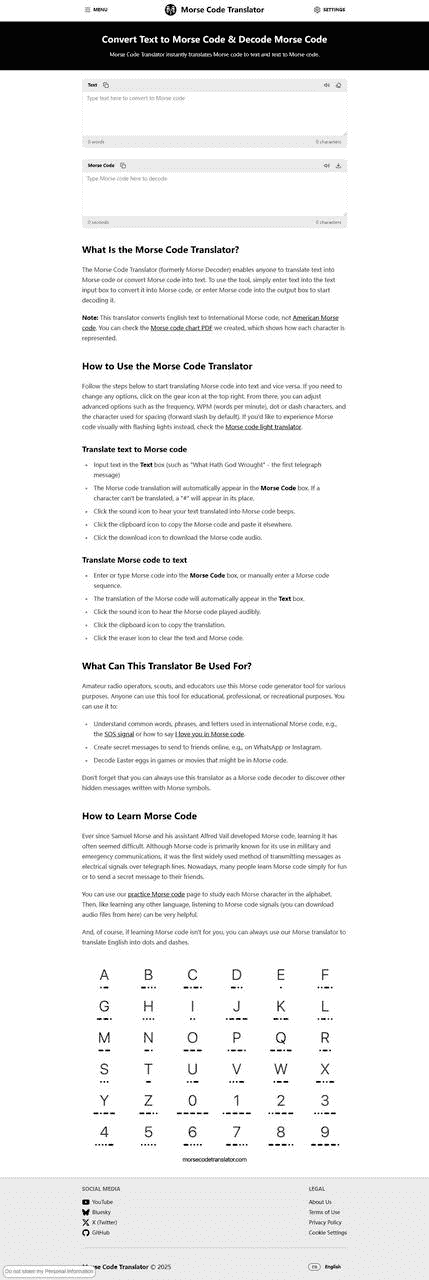 MENU
Morse Code Translator
SETTINGS
Convert Text to Morse Code & Decode Morse Code
Morse Code Translator instantly translates Morse code to text and text to Morse code.
Text
Type text here to convert to Morse code
0 words
0 characters
Morse Code
Type Morse code here to decode
0 seconds
0 characters
What Is the Morse Code Translator?
The Morse Code Translator (formerly Morse Decoder) enables anyone to translate text into
Morse code or convert Morse code into text. To use the tool, simply enter text into the text
input box to convert it into Morse code, or enter Morse code into the output box to start
decoding it.
Note: This translator converts English text to International Morse code, not American Morse
code. You can check the Morse code chart PDF we created, which shows how each character is
represented.
How to Use the Morse Code Translator
Follow the steps below to start translating Morse code into text and vice versa. If you need to
change any options, click on the gear icon at the top right. From there, you can adjust
advanced options such as the frequency, WPM (words per minute), dot or dash characters, and
the character used for spacing (forward slash by default). If you'd like to experience Morse
code visually with flashing lights instead, check the Morse code light translator.
Translate text to Morse code
• Input text in the Text box (such as "What Hath God Wrought" - the first telegraph
message)
• The Morse code translation will automatically appear in the Morse Code box. If a
character can't be translated, a "#" will appear in its place.
• Click the sound icon to hear your text translated into Morse code beeps.
• Click the clipboard icon to copy the Morse code and paste it elsewhere.
• Click the download icon to download the Morse code audio.
Translate Morse code to text
• Enter or type Morse code into the Morse Code box, or manually enter a Morse code
sequence.
• The translation of the Morse code will automatically appear in the Text box.
• Click the sound icon to hear the Morse code played audibly.
• Click the clipboard icon to copy the translation.
• Click the eraser icon to clear the text and Morse code.
What Can This Translator Be Used For?
Amateur radio operators, scouts, and educators use this Morse code generator tool for various
purposes. Anyone can use this tool for educational, professional, or recreational purposes. You
can use it to:
• Understand common words, phrases, and letters used in international Morse code, e.g.,
the SOS signal or how to say I love you in Morse code.
• Create secret messages to send to friends online, e.g., on WhatsApp or Instagram.
• Decode Easter eggs in games or movies that might be in Morse code.
Don't forget that you can always use this translator as a Morse code decoder to discover other
hidden messages written with Morse symbols.
How to Learn Morse Code
Ever since Samuel Morse and his assistant Alfred Vail developed Morse code, learning it has
often seemed difficult. Although Morse code is primarily known for its use in military and
emergency communications, it was the first widely used method of transmitting messages as
electrical signals over telegraph lines. Nowadays, many people learn Morse code simply for fun
or to send a secret message to their friends.
You can use our practice Morse code page to study each Morse character in the alphabet.
Then, like learning any other language, listening to Morse code signals (you can download
audio files from here) can be very helpful.
And, of course, if learning Morse code isn't for you, you can always use our Morse translator to
translate English into dots and dashes.
A B C D E F
G H I J K L
M N O P Q R
S T U V W X
Y Z 0 1 2 3
4 5 6 7 8 9
morsecodetranslator.com
SOCIAL MEDIA
YouTube
Bluesky
X (Twitter)
GitHub
LEGAL
About Us
Terms of Use
Privacy Policy
Cookie Settings
Do not share my Personal Information
Morse Code Translator © 2025
EN English